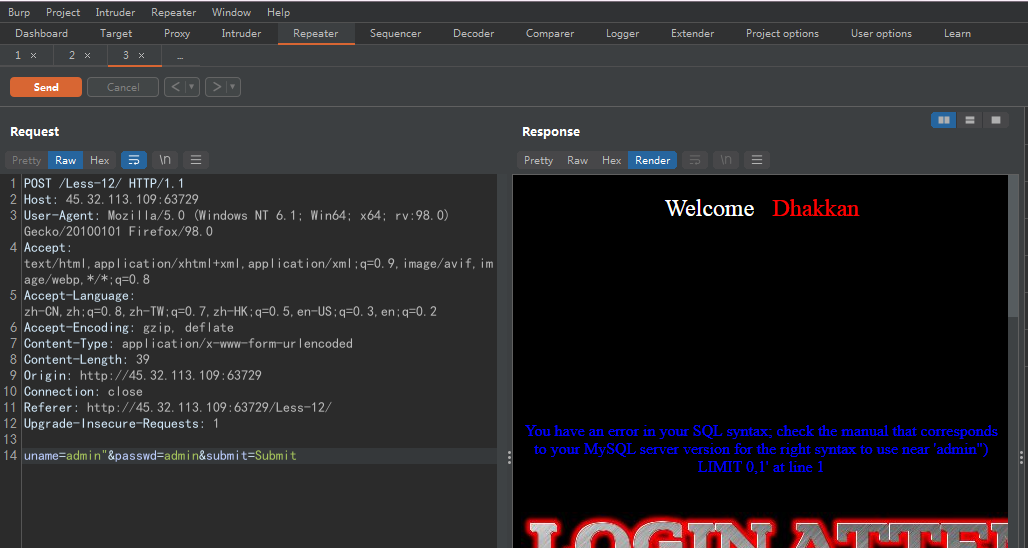 Burp Project Intruder Repeater Window Help
Dashboard Target Proxy Intruder Repeater Sequencer Decoder Comparer Logger Extender Project options User options Learn
1 × 2 × 3 × ...
Send Cancel < > 
Request
Pretty Raw Hex \n
1 POST /Less-12/ HTTP/1.1
2 Host: 45.32.113.109:63729
3 User-Agent: Mozilla/5.0 (Windows NT 6.1; Win64; x64; rv:98.0)
Gecko/20100101 Firefox/98.0
4 Accept:
text/html,application/xhtml+xml,application/xml;q=0.9,image/avif,im
age/webp,*/*;q=0.8
5 Accept-Language:
zh-CN,zh;q=0.8,zh-TW;q=0.7,zh-HK;q=0.5,en-US;q=0.3,en;q=0.2
6 Accept-Encoding: gzip, deflate
7 Content-Type: application/x-www-form-urlencoded
8 Content-Length: 39
9 Origin: http://45.32.113.109:63729
10 Connection: close
11 Referer: http://45.32.113.109:63729/Less-12/
12 Upgrade-Insecure-Requests: 1
13
14 uname=admin"&passwd=admin&submit=Submit
Response
Pretty Raw Hex Render \n
Welcome Dhakkan
You have an error in your SQL syntax; check the manual that corresponds
to your MySQL server version for the right syntax to use near 'admin")
LIMIT 0,1' at line 1
LOGIN ATTE